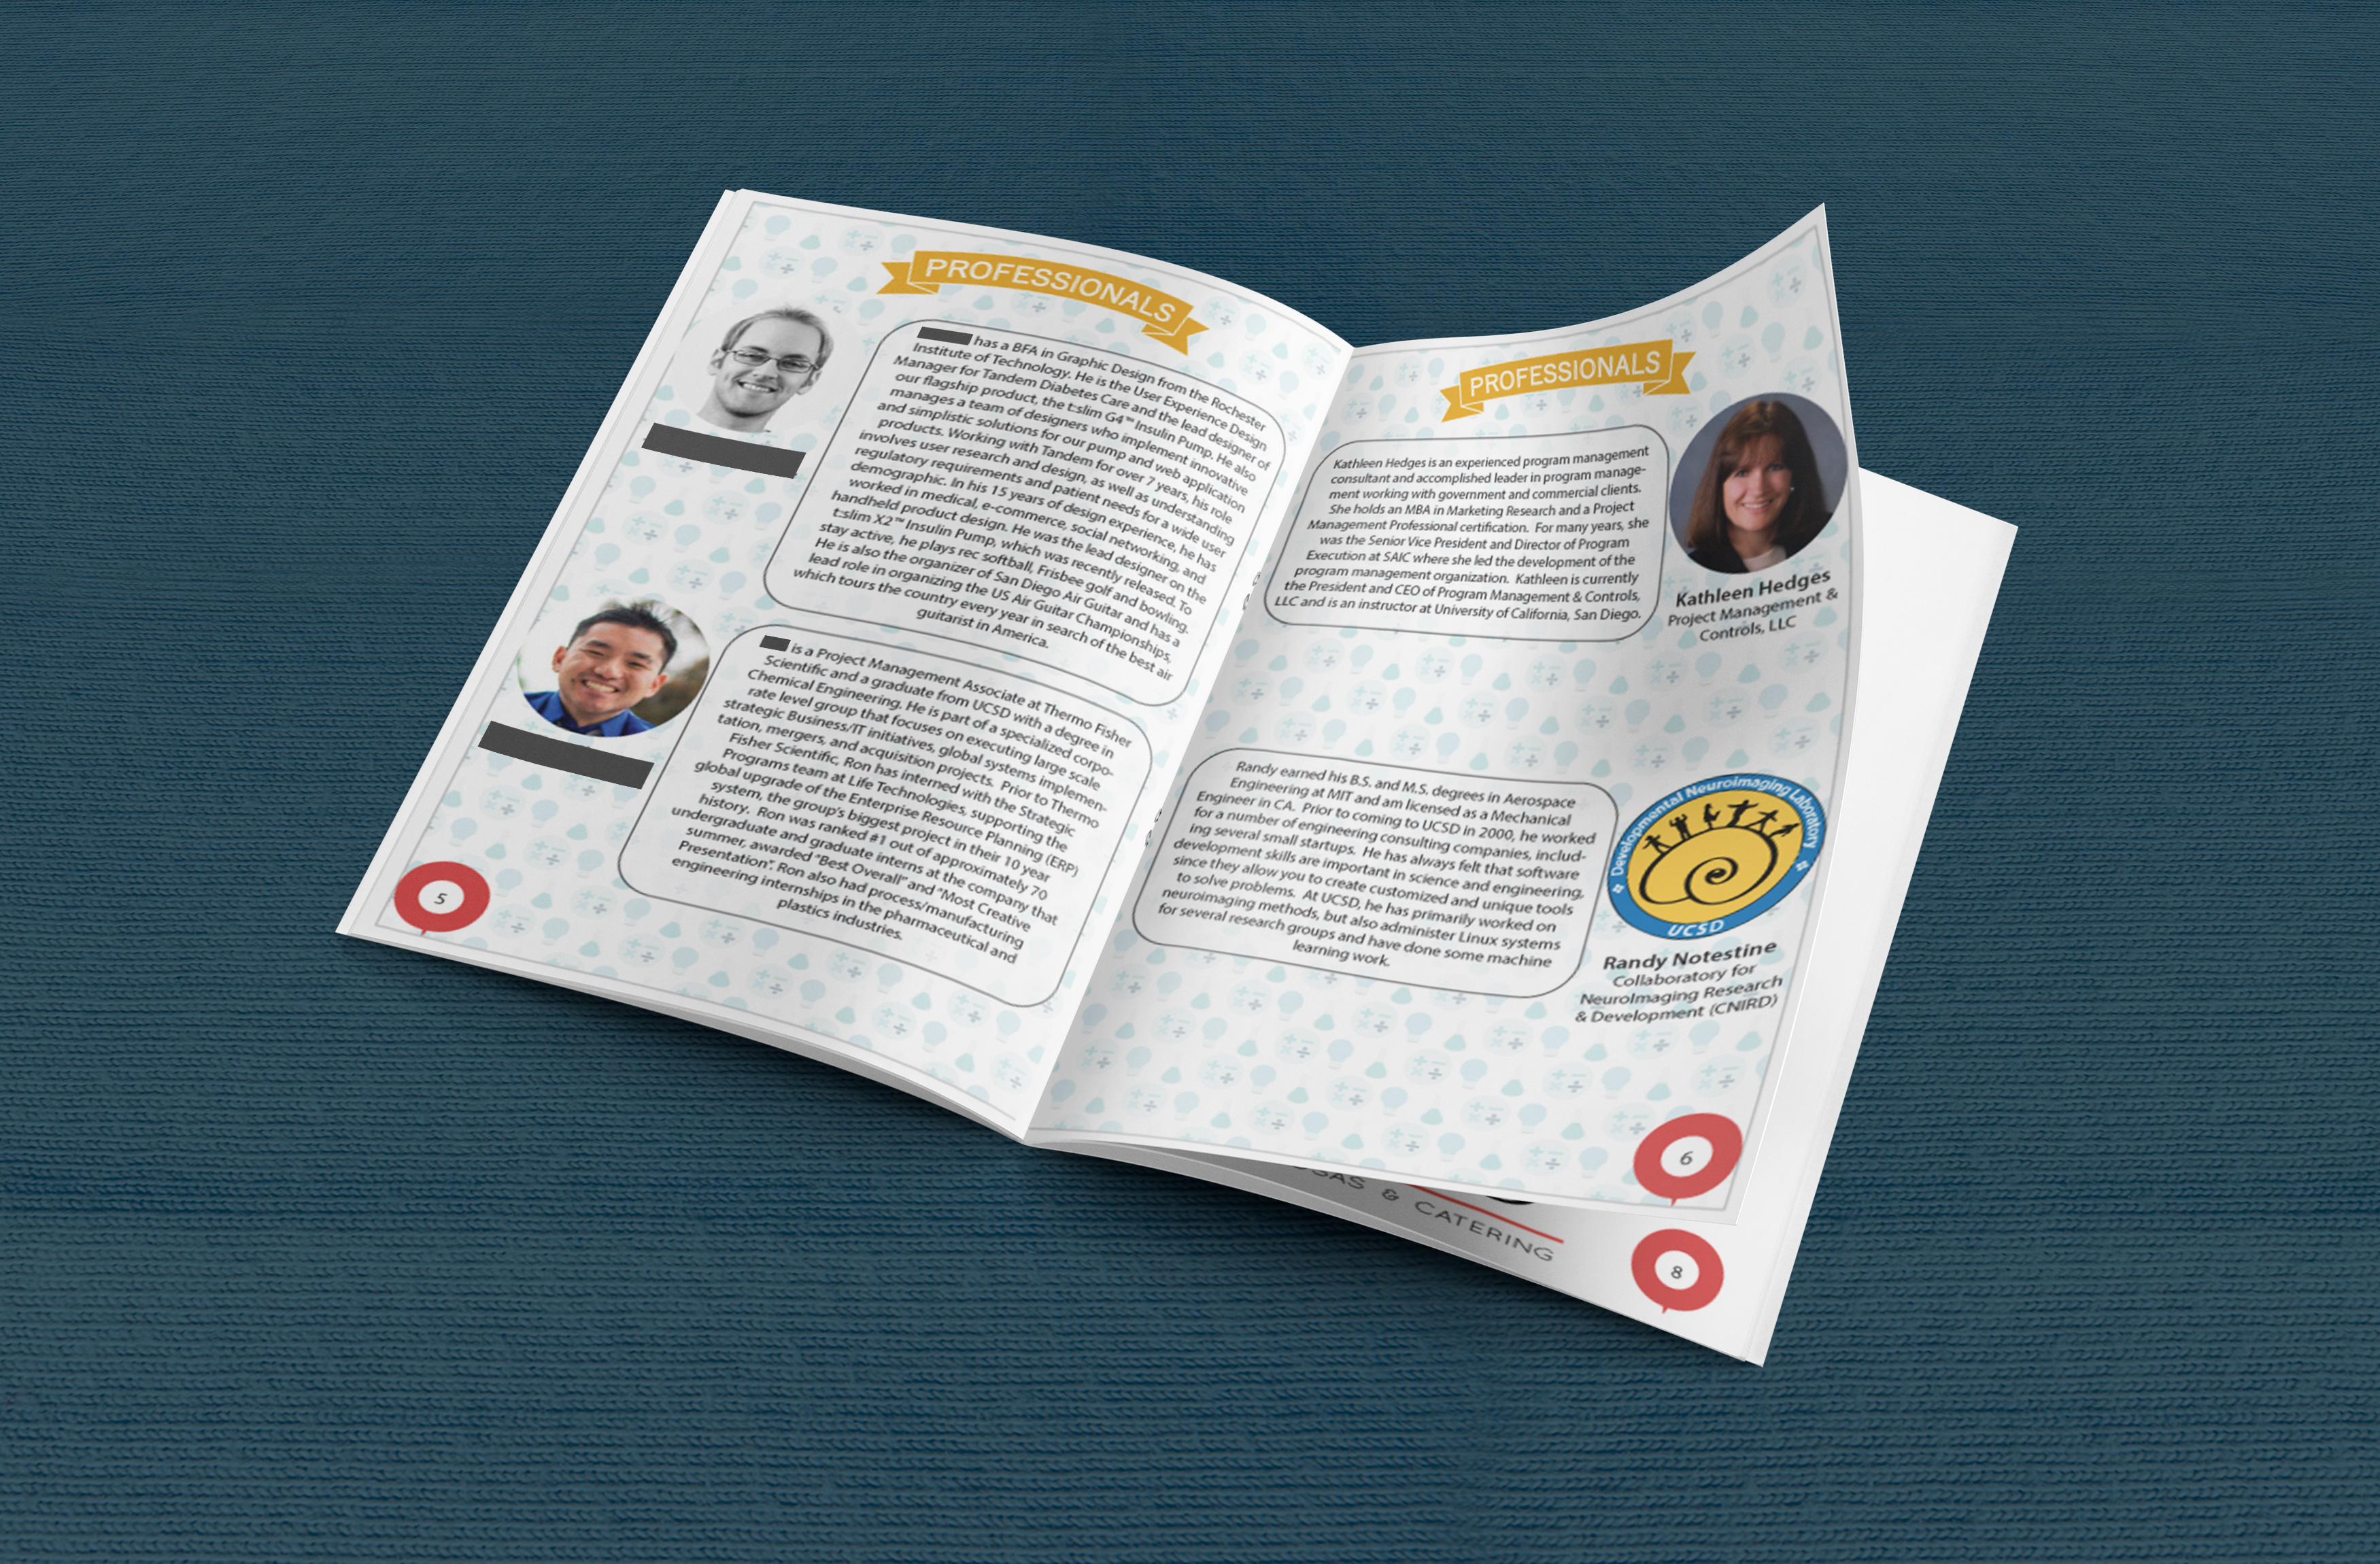 PROFESSIONALS
has a BFA in Graphic Design from the Rochester
Institute of Technology. He is the User Experience Design
Manager for Tandem Diabetes Care and the lead designer of
our flagship product, the t:slim G4™ Insulin Pump. He also
manages a team of designers who implement innovative
and simplistic solutions for our pump and web application
products. Working with Tandem for over 7 years, his role
involves user research and design, as well as understanding
regulatory requirements and patient needs for a wide user
demographic. In his 15 years of design experience, he has
worked in medical, e-commerce, social networking, and
handheld product design. He was the lead designer on the
t:slim X2™ Insulin Pump, which was recently released. To
stay active, he plays rec softball, Frisbee golf and bowling.
He is also the organizer of San Diego Air Guitar and has a
lead role in organizing the US Air Guitar Championships,
which tours the country every year in search of the best air
guitarist in America.
is a Project Management Associate at Thermo Fisher
Scientific and a graduate from UCSD with a degree in
Chemical Engineering. He is part of a specialized corpo-
rate level group that focuses on executing large scale
strategic Business/IT initiatives, global systems implemen-
tation, mergers, and acquisition projects. Prior to Thermo
Fisher Scientific, Ron has interned with the Strategic
Programs team at Life Technologies, supporting the
global upgrade of the Enterprise Resource Planning (ERP)
system, the group's biggest project in their 10 year
history. Ron was ranked #1 out of approximately 70
undergraduate and graduate interns at the company that
summer, awarded "Best Overall" and "Most Creative
Presentation". Ron also had process/manufacturing
engineering internships in the pharmaceutical and
plastics industries.
5
PROFESSIONALS
Kathleen Hedges is an experienced program management
consultant and accomplished leader in program manage-
ment working with government and commercial clients.
She holds an MBA in Marketing Research and a Project
Management Professional certification. For many years, she
was the Senior Vice President and Director of Program
Execution at SAIC where she led the development of the
program management organization. Kathleen is currently
the President and CEO of Program Management & Controls,
LLC and is an instructor at University of California, San Diego.
Kathleen Hedges
Project Management &
Controls, LLC
Randy earned his B.S. and M.S. degrees in Aerospace
Engineering at MIT and am licensed as a Mechanical
Engineer in CA. Prior to coming to UCSD in 2000, he worked
for a number of engineering consulting companies, includ-
ing several small startups. He has always felt that software
development skills are important in science and engineering,
since they allow you to create customized and unique tools
to solve problems. At UCSD, he has primarily worked on
neuroimaging methods, but also administer Linux systems
for several research groups and have done some machine
learning work.
Developmental Neuroimaging Laboratory
UCSD
Randy Notestine
Collaboratory for
NeuroImaging Research
& Development (CNIRD)
6
& CATERING
8